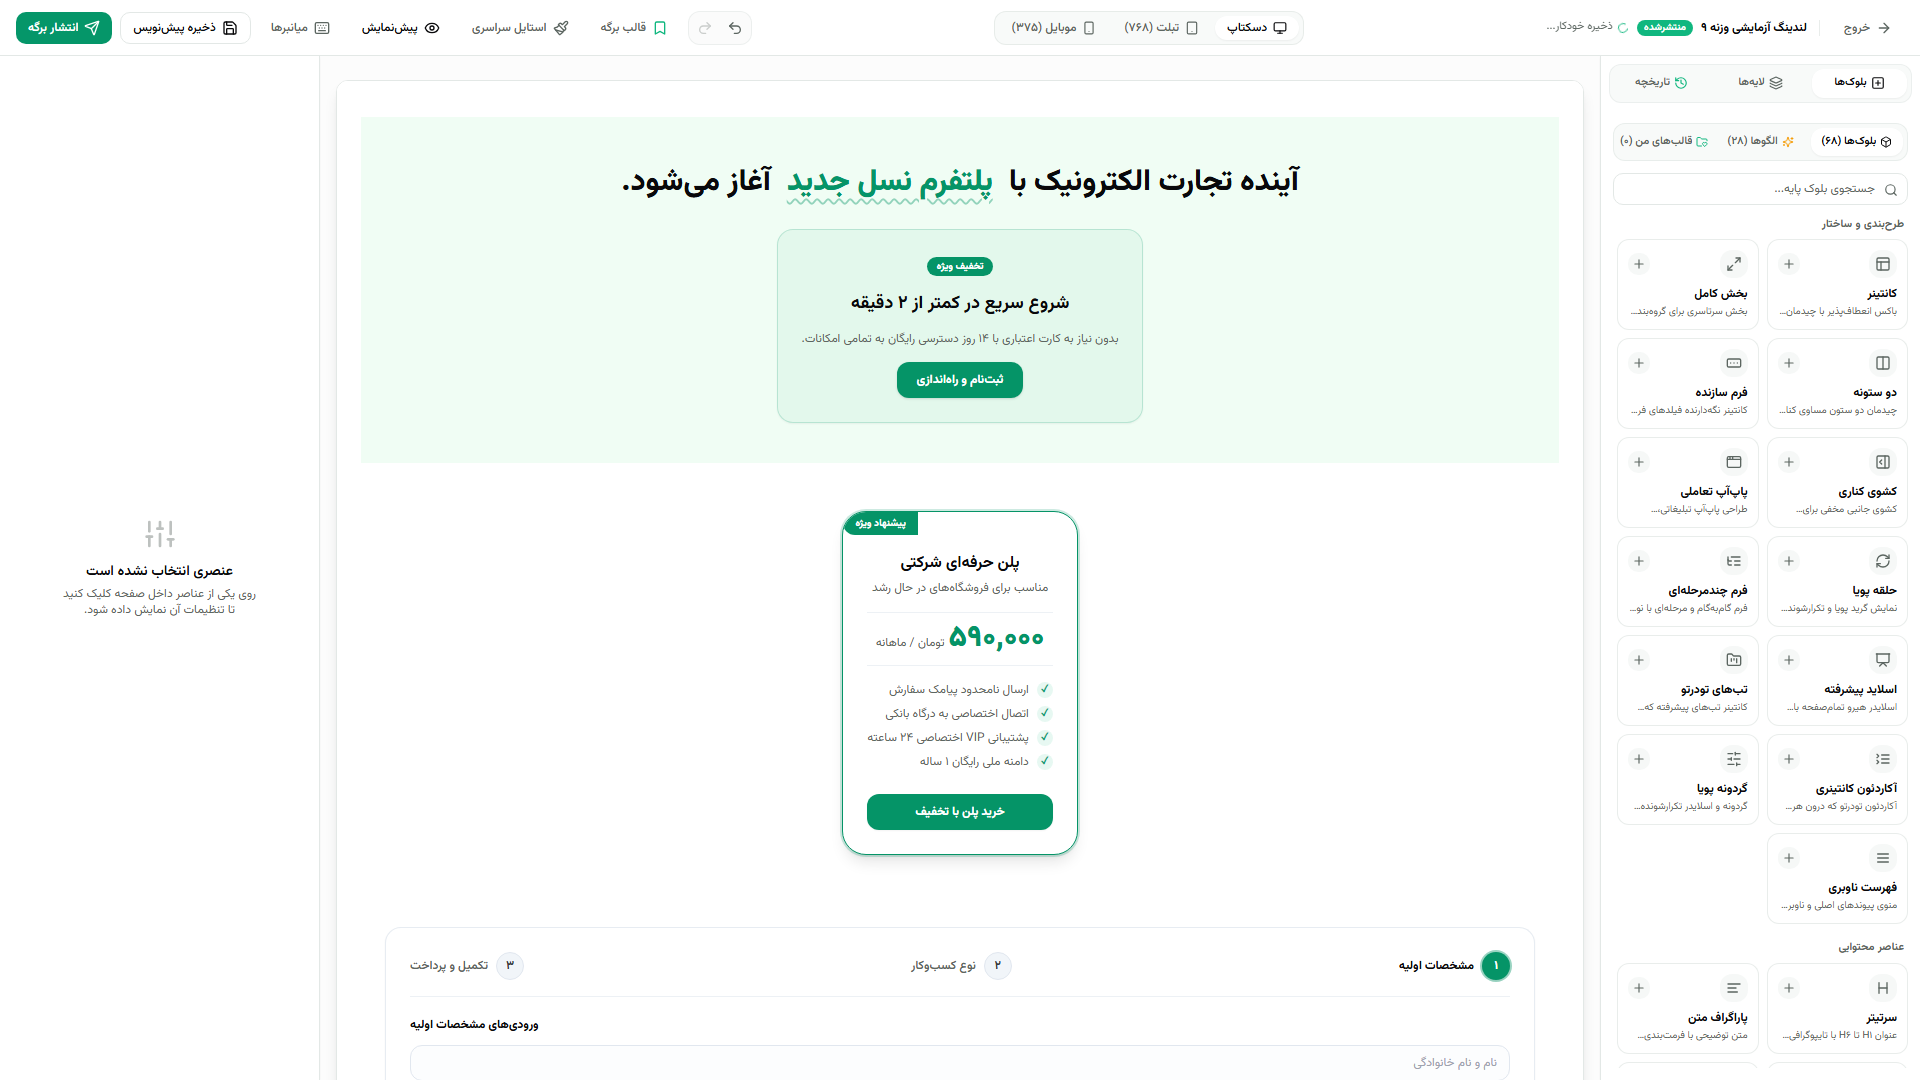 خروج
لندینگ آزمایشی وزنه ۹
منتشرشده
ذخیره خودکار...
دسکتاپ
تبلت (۷۶۸)
موبایل (۳۷۵)
قالب برگه
استایل سراسری
پیش‌نمایش
میانبرها
ذخیره پیش‌نویس
انتشار برگه
بلوک‌ها
لایه‌ها
تاریخچه
بلوک‌ها (۶۸)
الگوها (۲۸)
قالب‌های من (۰)
جستجوی بلوک پایه...
طرح‌بندی و ساختار
کانتینر
باکس انعطاف‌پذیر با چیدمان...
بخش کامل
بخش سرتاسری برای گروه‌بند...
دو ستونه
چیدمان دو ستون مساوی کنا...
فرم سازنده
کانتینر نگه‌دارنده فیلدهای فر...
کشوی کناری
کشوی جانبی مخفی برای...
پاپ‌آپ تعاملی
طراحی پاپ‌آپ تبلیغاتی،...
حلقه پویا
نمایش گرید پویا و تکرارشوند...
فرم چندمرحله‌ای
فرم گام‌به‌گام و مرحله‌ای با نو...
اسلاید پیشرفته
اسلایدر هیرو تمام‌صفحه با...
تب‌های تودرتو
کانتینر تب‌های پیشرفته که...
آکاردئون کانتینری
آکاردئون تودرتو که درون هر...
گردونه پویا
گردونه و اسلایدر تکرارشونده...
فهرست ناوبری
منوی پیوندهای اصلی و ناوبر...
عناصر محتوایی
سرتیتر
عنوان H۱ تا H۶ با تایپوگرافی...
پاراگراف متن
متن توضیحی با فرمت‌بندی...
آینده تجارت الکترونیک با پلتفرم نسل جدید آغاز می‌شود.
تخفیف ویژه
شروع سریع در کمتر از ۲ دقیقه
بدون نیاز به کارت اعتباری با ۱۴ روز دسترسی رایگان به تمامی امکانات.
ثبت‌نام و راه‌اندازی
پیشنهاد ویژه
پلن حرفه‌ای شرکتی
مناسب برای فروشگاه‌های در حال رشد
۵۹۰,۰۰۰ تومان / ماهانه
ارسال نامحدود پیامک سفارش
اتصال اختصاصی به درگاه بانکی
پشتیبانی VIP اختصاصی ۲۴ ساعته
دامنه ملی رایگان ۱ ساله
خرید پلن با تخفیف
۱ مشخصات اولیه
۲ نوع کسب‌وکار
۳ تکمیل و پرداخت
ورودی‌های مشخصات اولیه
نام و نام خانوادگی
عنصری انتخاب نشده است
روی یکی از عناصر داخل صفحه کلیک کنید
تا تنظیمات آن نمایش داده شود.